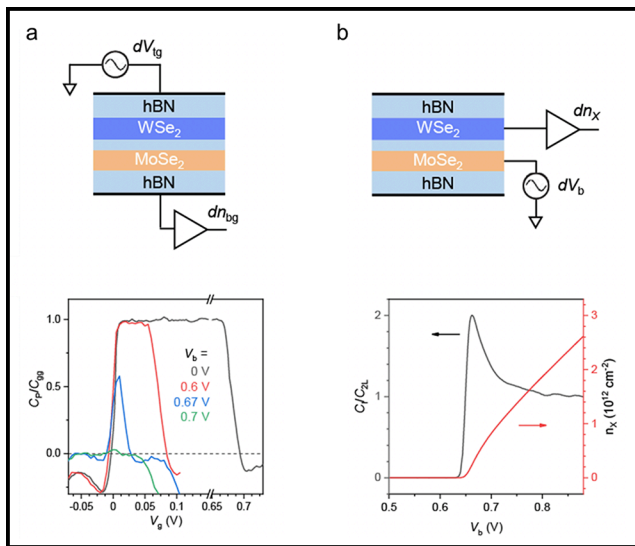 a
dV_tg
hBN
WSe₂
MoSe₂
hBN
dn_bg
b
hBN
WSe₂
MoSe₂
hBN
dn_X
dV_b
C_P/C_gg
1.0
0.5
0.0
V_b =
0 V
0.6 V
0.67 V
0.7 V
-0.05 0 0.05 0.1 0.65 0.7
V_g (V)
C_I/C_2L
2
1
0
3
2
1
0
n_X (10¹² cm⁻²)
0.5 0.6 0.7 0.8
V_b (V)